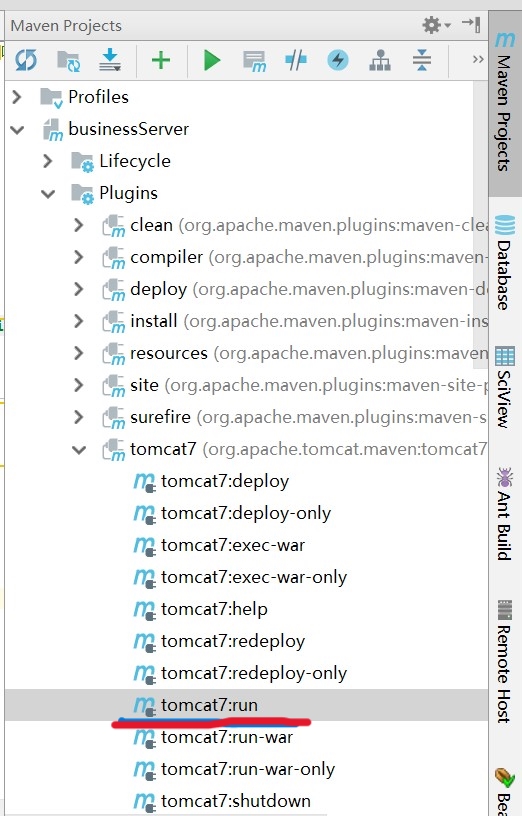 Maven Projects
Profiles
businessServer
Lifecycle
Plugins
clean (org.apache.maven.plugins:maven-clea
compiler (org.apache.maven.plugins:maven-
deploy (org.apache.maven.plugins:maven-de
install (org.apache.maven.plugins:maven-ins
resources (org.apache.maven.plugins:maven
site (org.apache.maven.plugins:maven-site-p
surefire (org.apache.maven.plugins:maven-s
tomcat7 (org.apache.tomcat.maven:tomcat7
tomcat7:deploy
tomcat7:deploy-only
tomcat7:exec-war
tomcat7:exec-war-only
tomcat7:help
tomcat7:redeploy
tomcat7:redeploy-only
tomcat7:run
tomcat7:run-war
tomcat7:run-war-only
tomcat7:shutdown
Maven Projects
Database
SciView
Ant Build
Remote Host
Bea